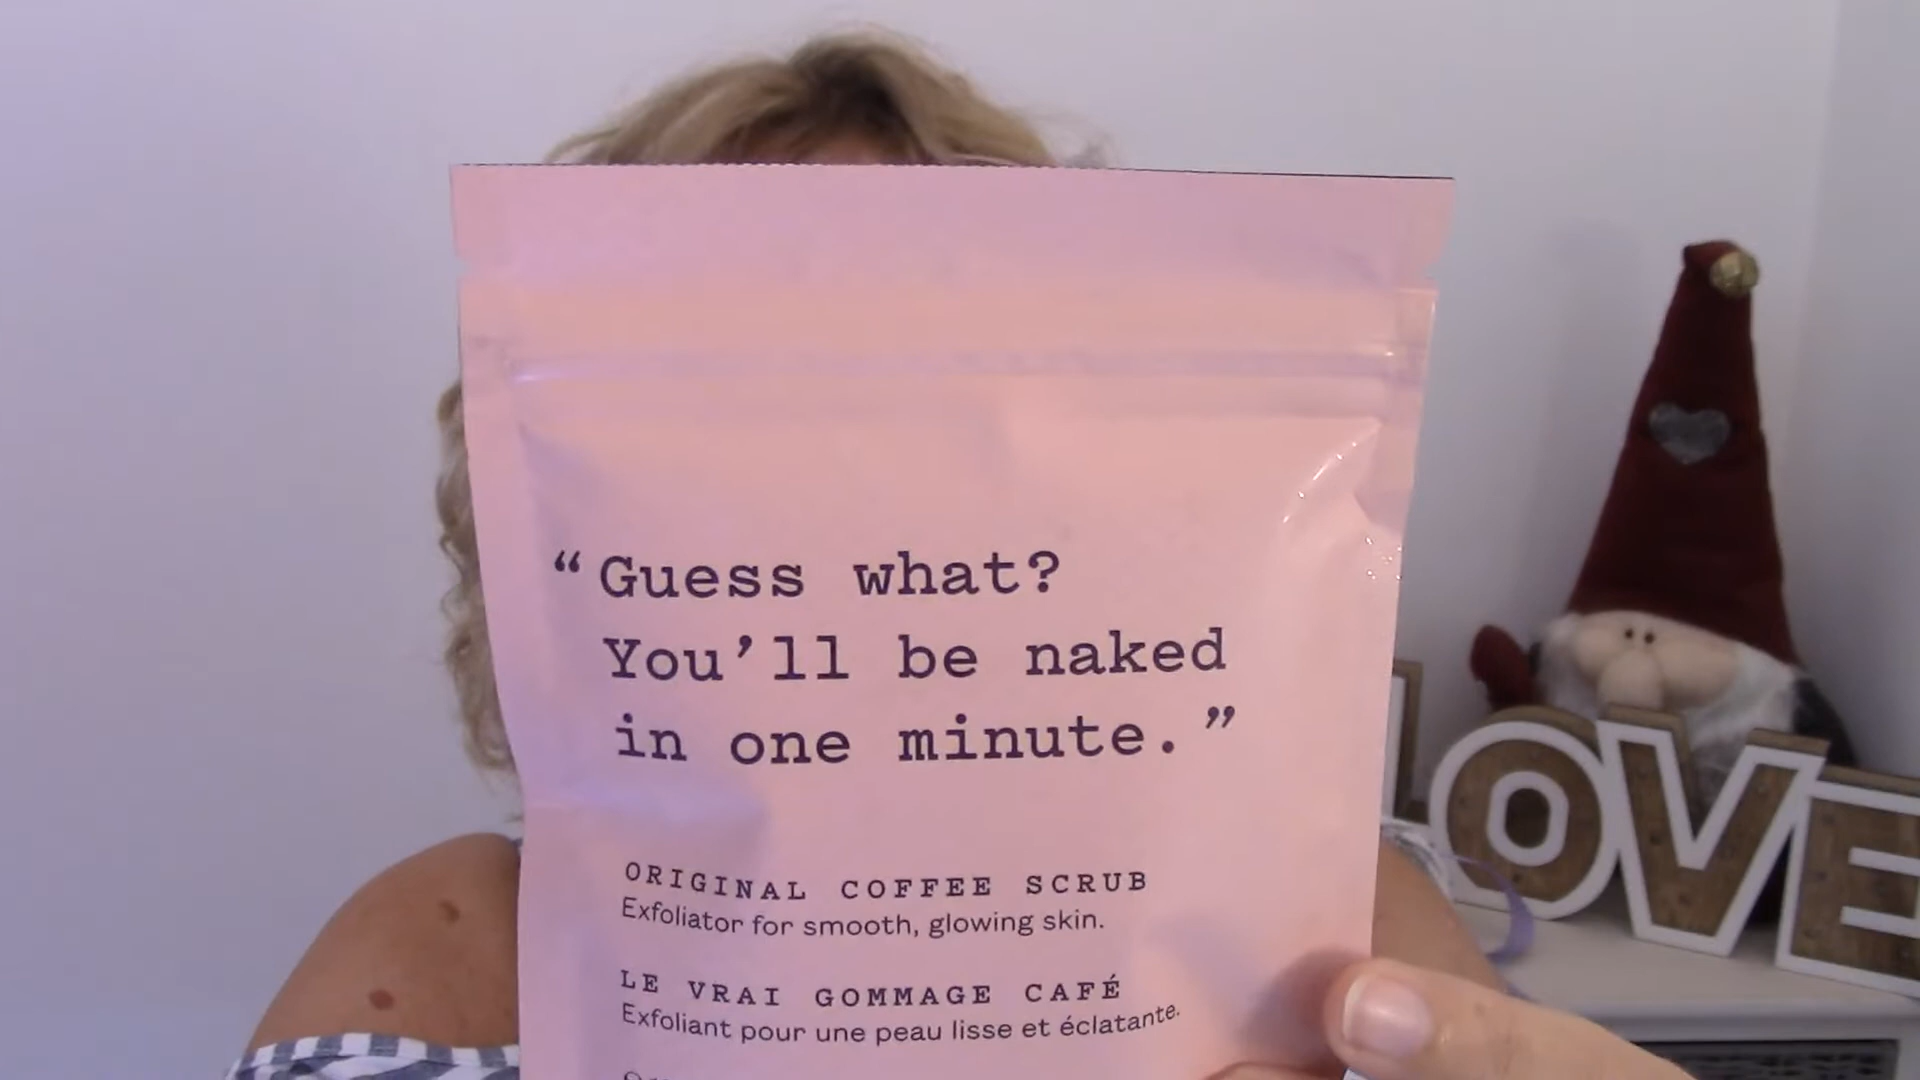 “Guess what?
You’ll be naked
in one minute.”
ORIGINAL COFFEE SCRUB
Exfoliator for smooth, glowing skin.
LE VRAI GOMMAGE CAFÉ
Exfoliant pour une peau lisse et éclatante.
OVE